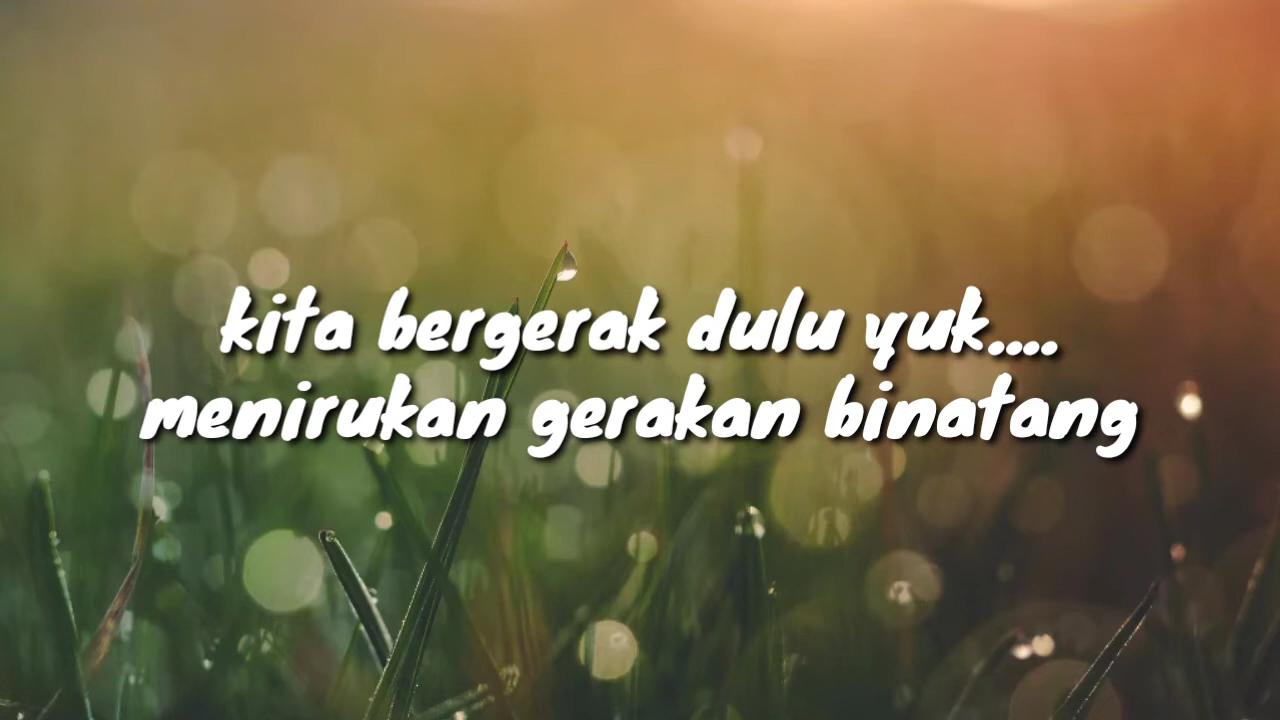 kita bergerak dulu yuk....
menirukan gerakan binatang